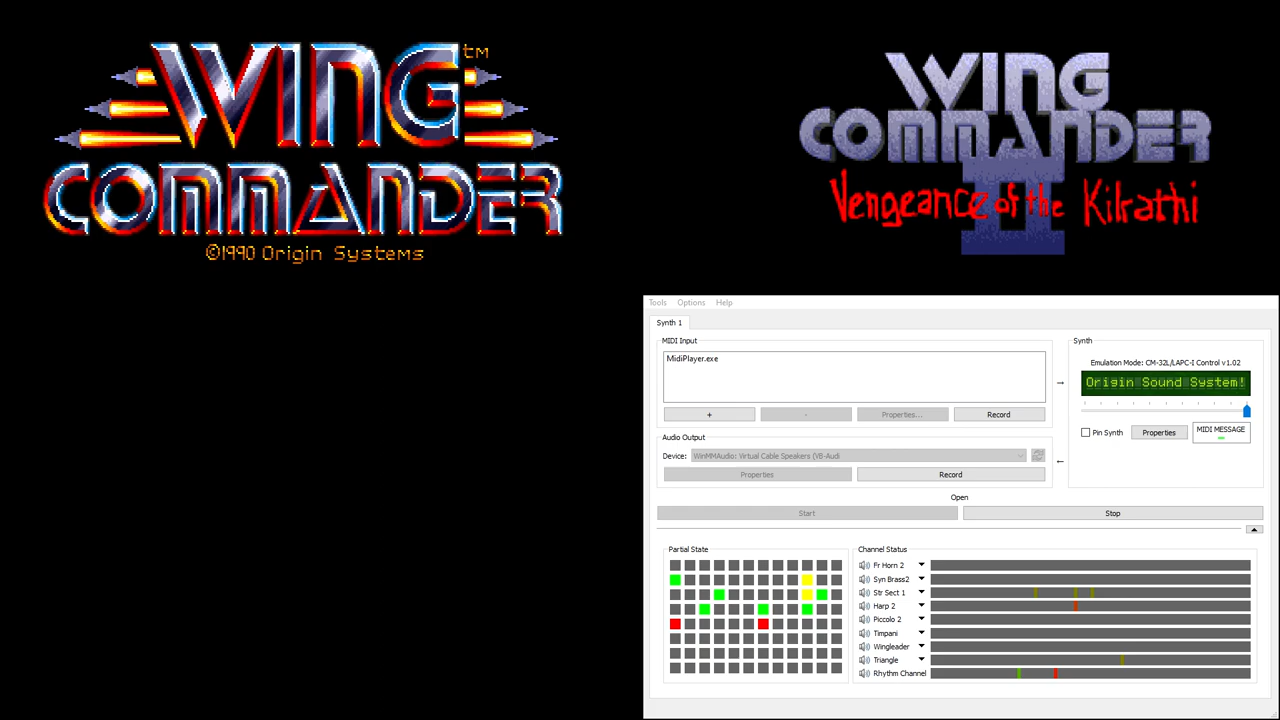 WING TM
COMMANDER
©1990 Origin Systems
WING
COMMANDER
II
Vengeance of the Kilrathi
Tools Options Help
Synth 1
MIDI Input
MidiPlayer.exe
+ - Properties... Record
Audio Output
Device: WinMMAudio: Virtual Cable Speakers (VB-Audi
Properties Record
Synth
Emulation Mode: CM-32L/LAPC-I Control v1.02
Origin Sound System!
Pin Synth Properties MIDI MESSAGE
Open
Start Stop
Partial State
Channel Status
Fr Horn 2
Syn Brass2
Str Sect 1
Harp 2
Piccolo 2
Timpani
Wingleader
Triangle
Rhythm Channel